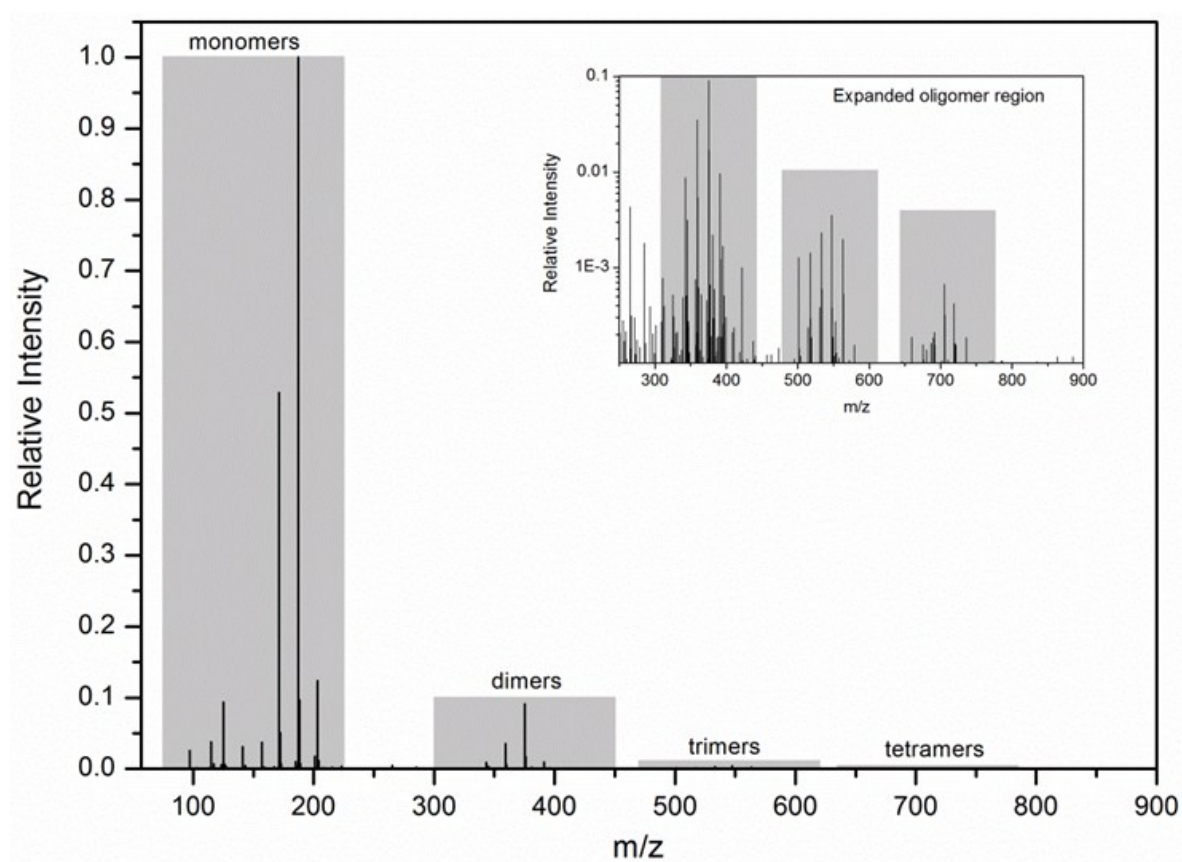 monomers
1.0
0.9
0.8
0.7
0.6
0.5
0.4
0.3
0.2
0.1
0.0
Relative Intensity
dimers
trimers
tetramers
100 200 300 400 500 600 700 800 900
m/z
Expanded oligomer region
0.1
0.01
1E-3
Relative Intensity
300 400 500 600 700 800 900
m/z